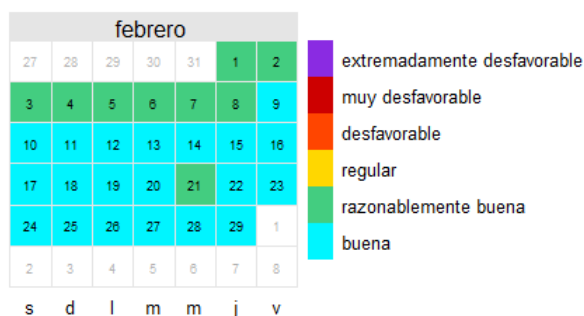 febrero
27 28 29 30 31 1 2
3 4 5 6 7 8 9
10 11 12 13 14 15 16
17 18 19 20 21 22 23
24 25 26 27 28 29 1
2 3 4 5 6 7 8
s d l m m j v
extremadamente desfavorable
muy desfavorable
desfavorable
regular
razonablemente buena
buena